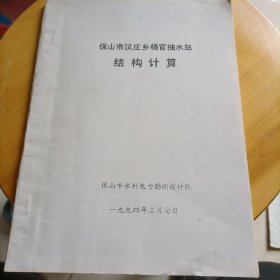 保山市汉庄乡杨官抽水站
结构计算
保山市水利电力勘测设计队
一九九四年三月七日